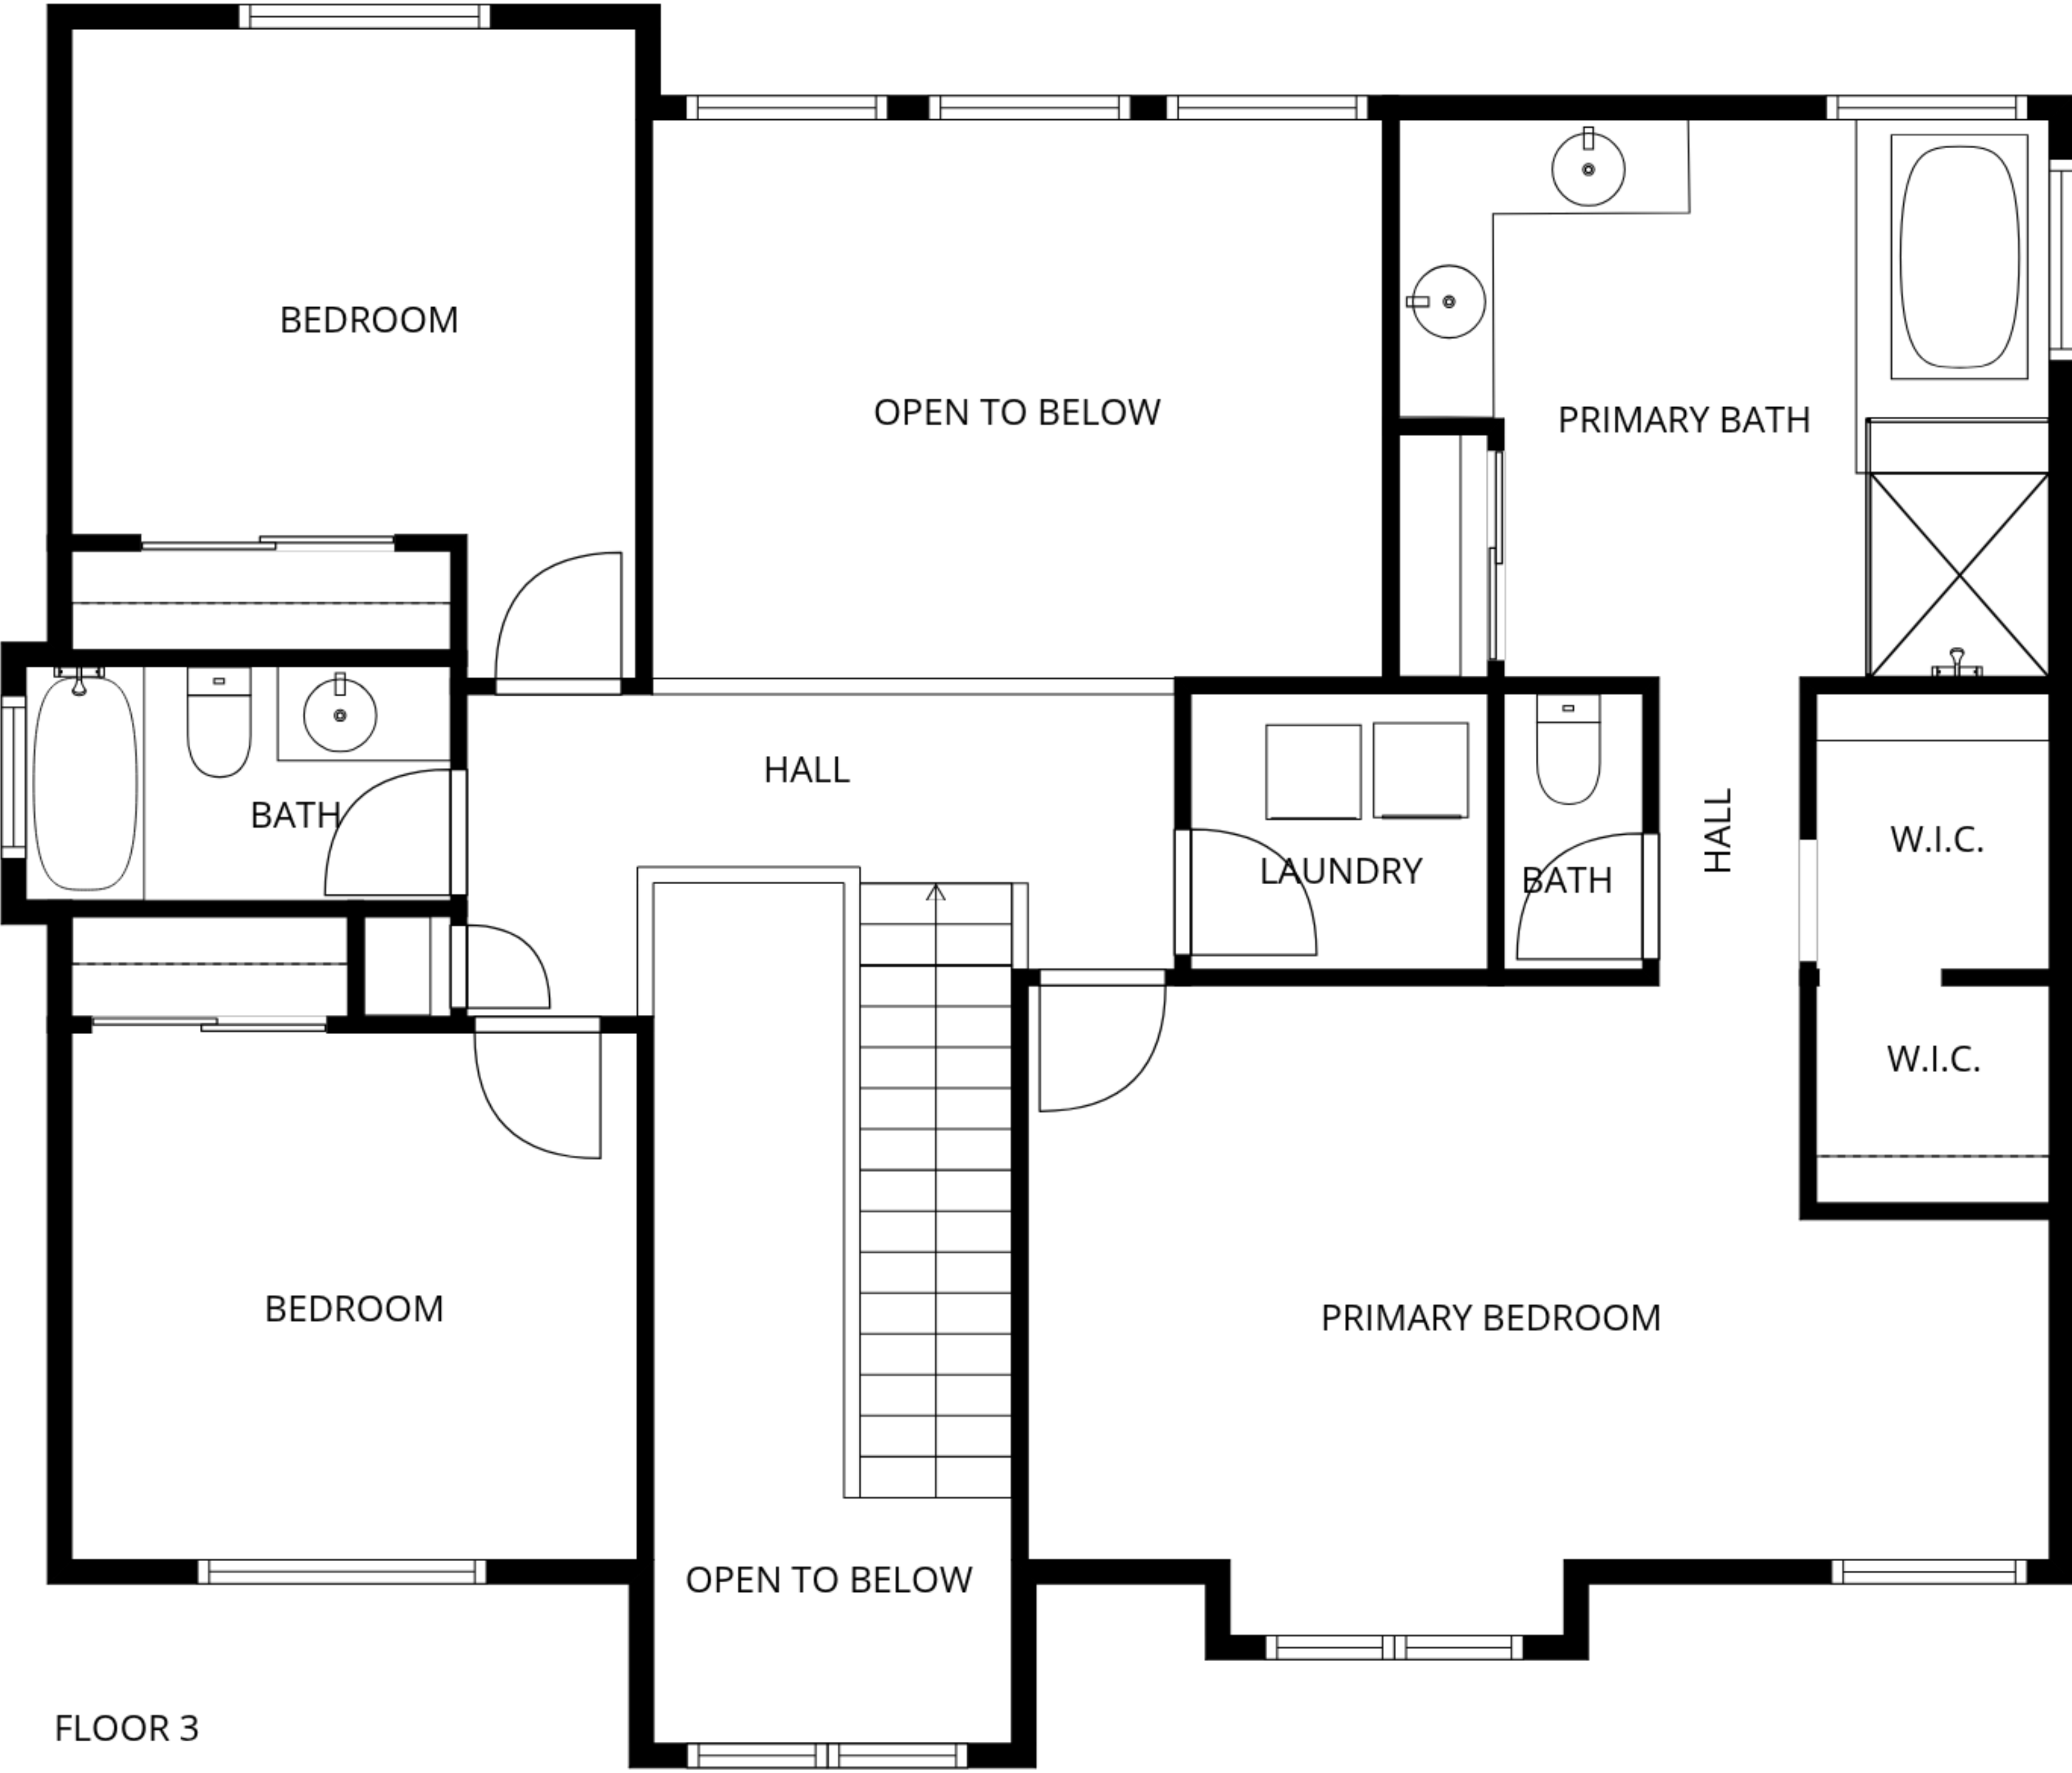 BEDROOM
OPEN TO BELOW
PRIMARY BATH
HALL
BATH
LAUNDRY
BATH
HALL
W.I.C.
W.I.C.
BEDROOM
PRIMARY BEDROOM
OPEN TO BELOW
FLOOR 3